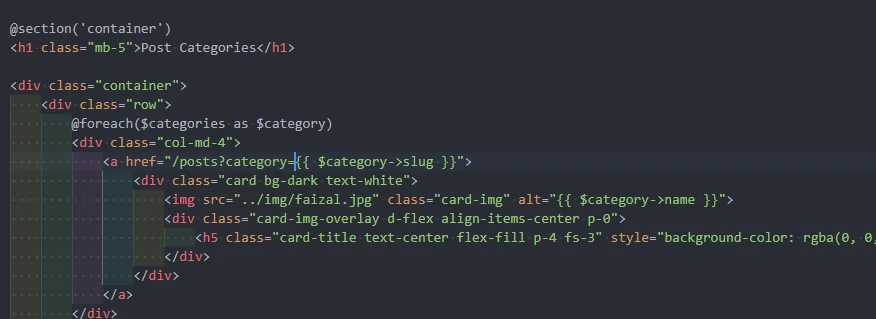 @section('container')
<h1 class="mb-5">Post Categories</h1>
<div class="container">
<div class="row">
@foreach($categories as $category)
<div class="col-md-4">
<a href="/posts?category={{ $category->slug }}">
<div class="card bg-dark text-white">
<img src="../img/faizal.jpg" class="card-img" alt="{{ $category->name }}">
<div class="card-img-overlay d-flex align-items-center p-0">
<h5 class="card-title text-center flex-fill p-4 fs-3" style="background-color: rgba(0, 0,
</div>
</div>
</a>
</div>